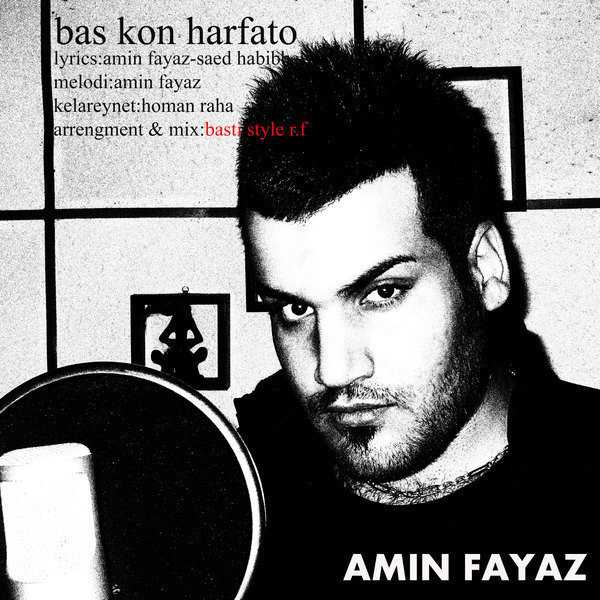 bas kon harfato
lyrics:amin fayaz-saed habibi
melodi:amin fayaz
kelareynet:homan raha
arrengment & mix:basti style r.f
AMIN FAYAZ